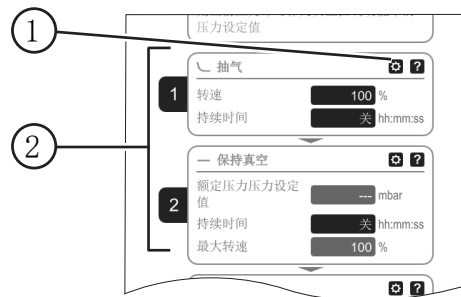 1
压力设定值
抽气 ?
1
转速 100 %
持续时间 关 hh:mm:ss
2
保持真空 ?
额定压力压力设定
值 --- mbar
2
持续时间 关 hh:mm:ss
最大转速 100 %
?